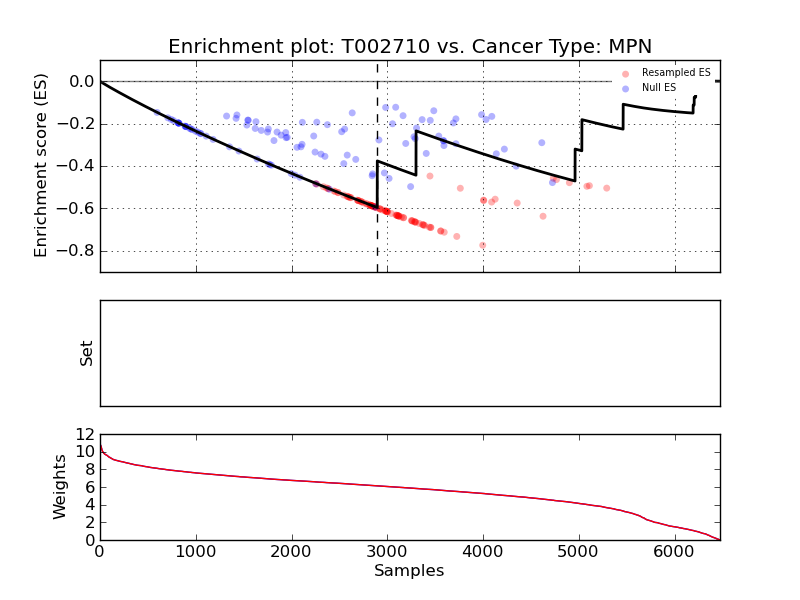 Enrichment plot: T002710 vs. Cancer Type: MPN
Enrichment score (ES)
0.0
−0.2
−0.4
−0.6
−0.8
Resampled ES
Null ES
Set
Weights
12
10
8
6
4
2
0
0 1000 2000 3000 4000 5000 6000
Samples